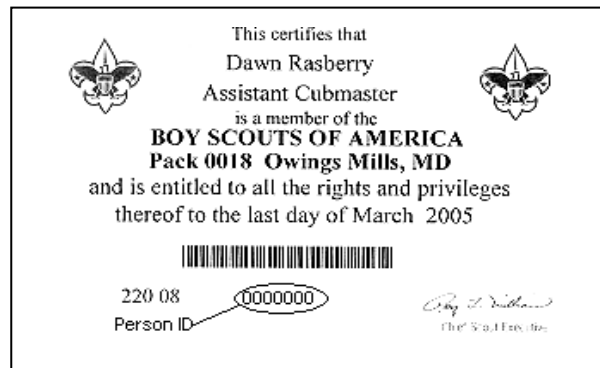 This certifies that
Dawn Rasberry
Assistant Cubmaster
is a member of the
BOY SCOUTS OF AMERICA
Pack 0018 Owings Mills, MD
and is entitled to all the rights and privileges
thereof to the last day of March 2005
220 08 0000000
Person ID
Chief Scout Executive